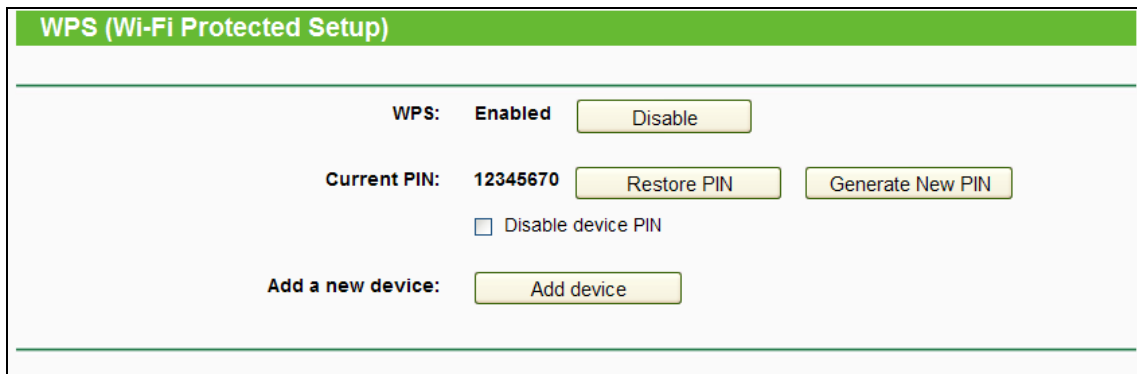 WPS (Wi-Fi Protected Setup)
WPS: Enabled Disable
Current PIN: 12345670 Restore PIN Generate New PIN
Disable device PIN
Add a new device: Add device